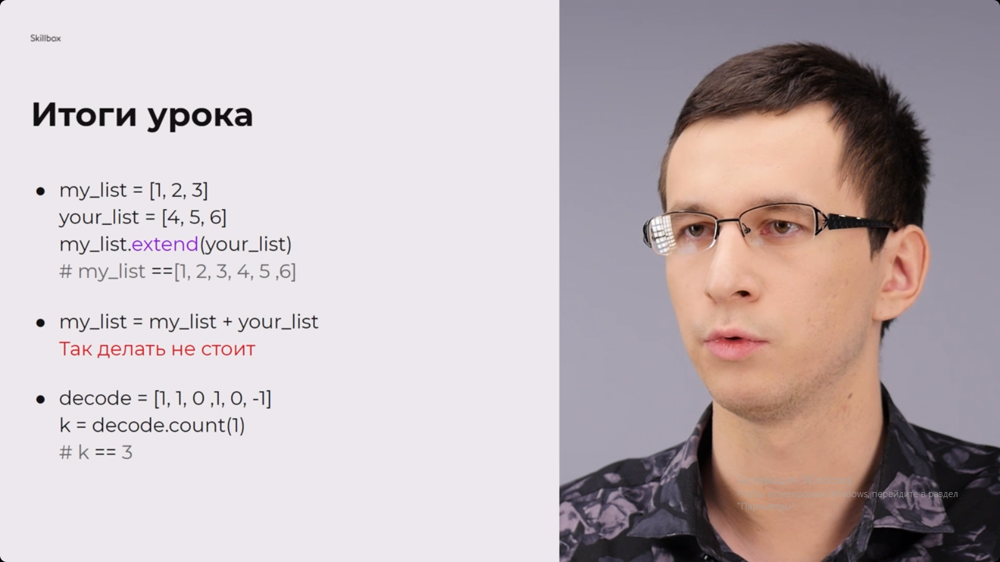 Skillbox
Итоги урока
my_list = [1, 2, 3]
your_list = [4, 5, 6]
my_list.extend(your_list)
# my_list ==[1, 2, 3, 4, 5 ,6]
my_list = my_list + your_list
Так делать не стоит
decode = [1, 1, 0 ,1, 0, -1]
k = decode.count(1)
# k == 3
Активация Windows
Чтобы активировать Windows, перейдите в раздел
"Параметры".